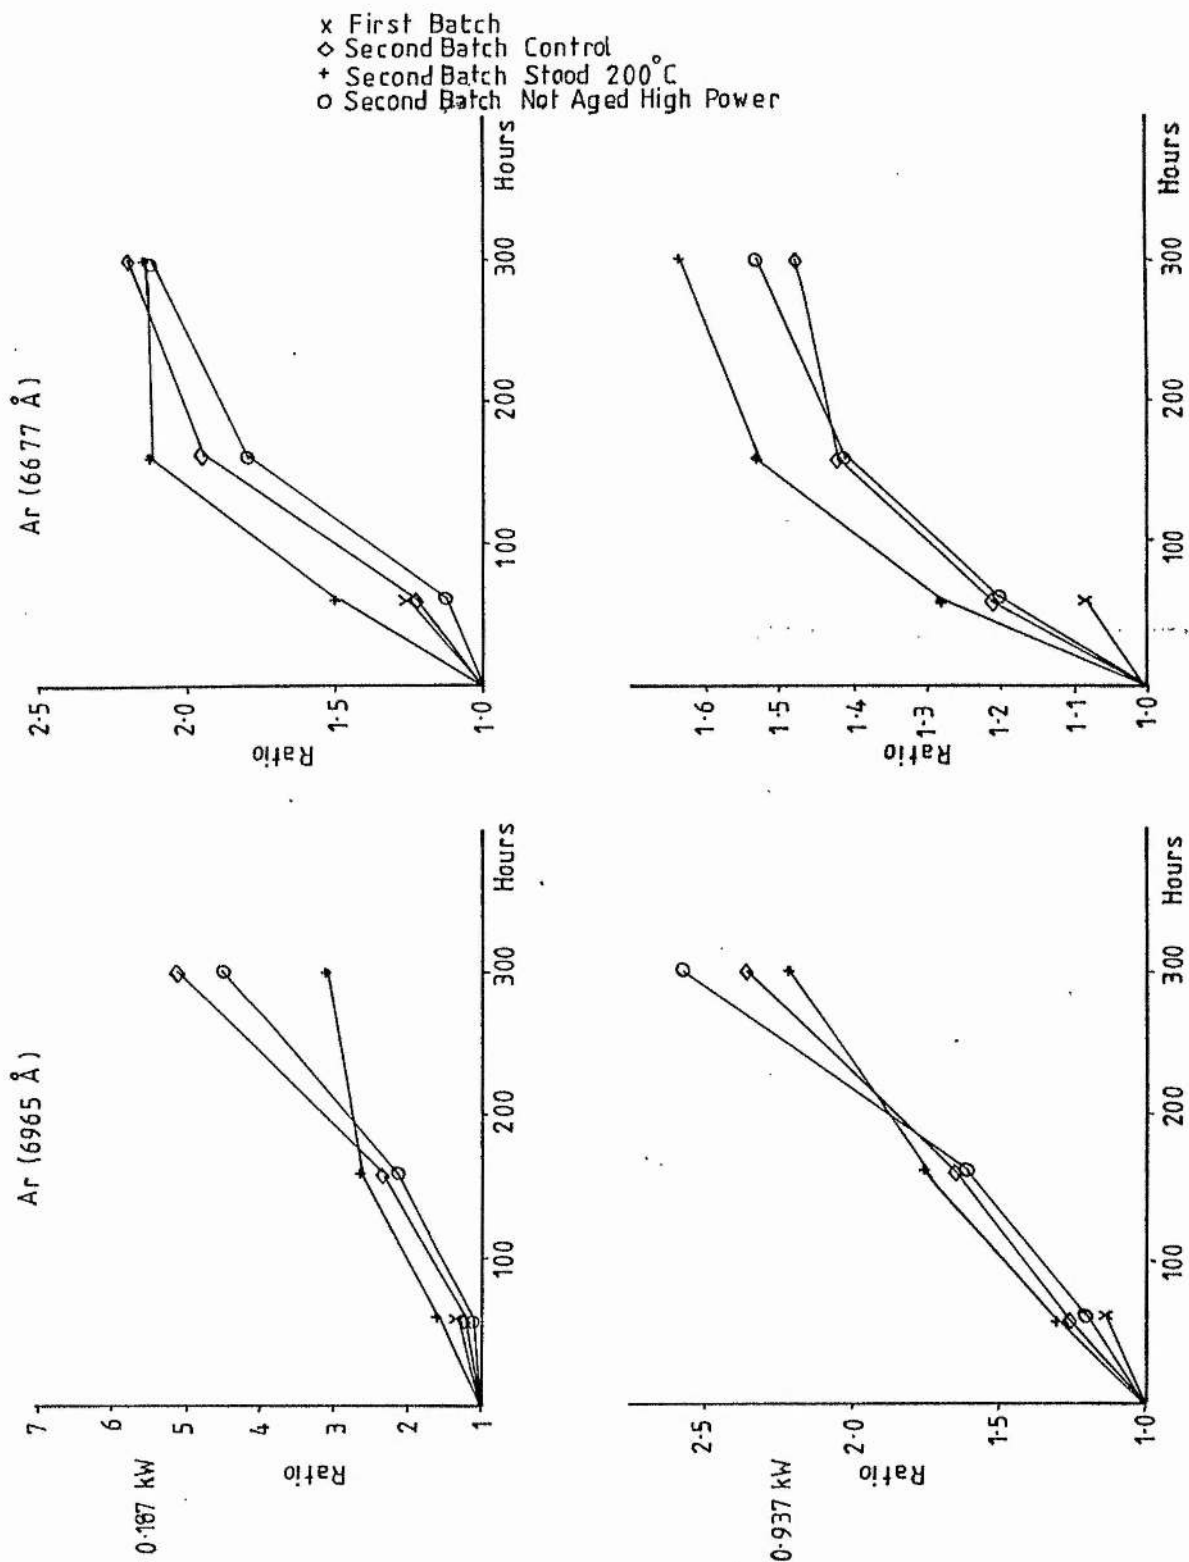 x First Batch
◇ Second Batch Control
+ Second Batch Stood 200°C
o Second Batch Not Aged High Power
Ar (6965 Å)
Ar (6677 Å)
0·187 kW
Ratio
7
6
5
4
3
2
1
100
200
300
Hours
Ratio
2·5
2·0
1·5
1·0
100
200
300
Hours
0·937 kW
Ratio
2·5
2·0
1·5
1·0
100
200
300
Hours
Ratio
1·6
1·5
1·4
1·3
1·2
1·1
1·0
100
200
300
Hours